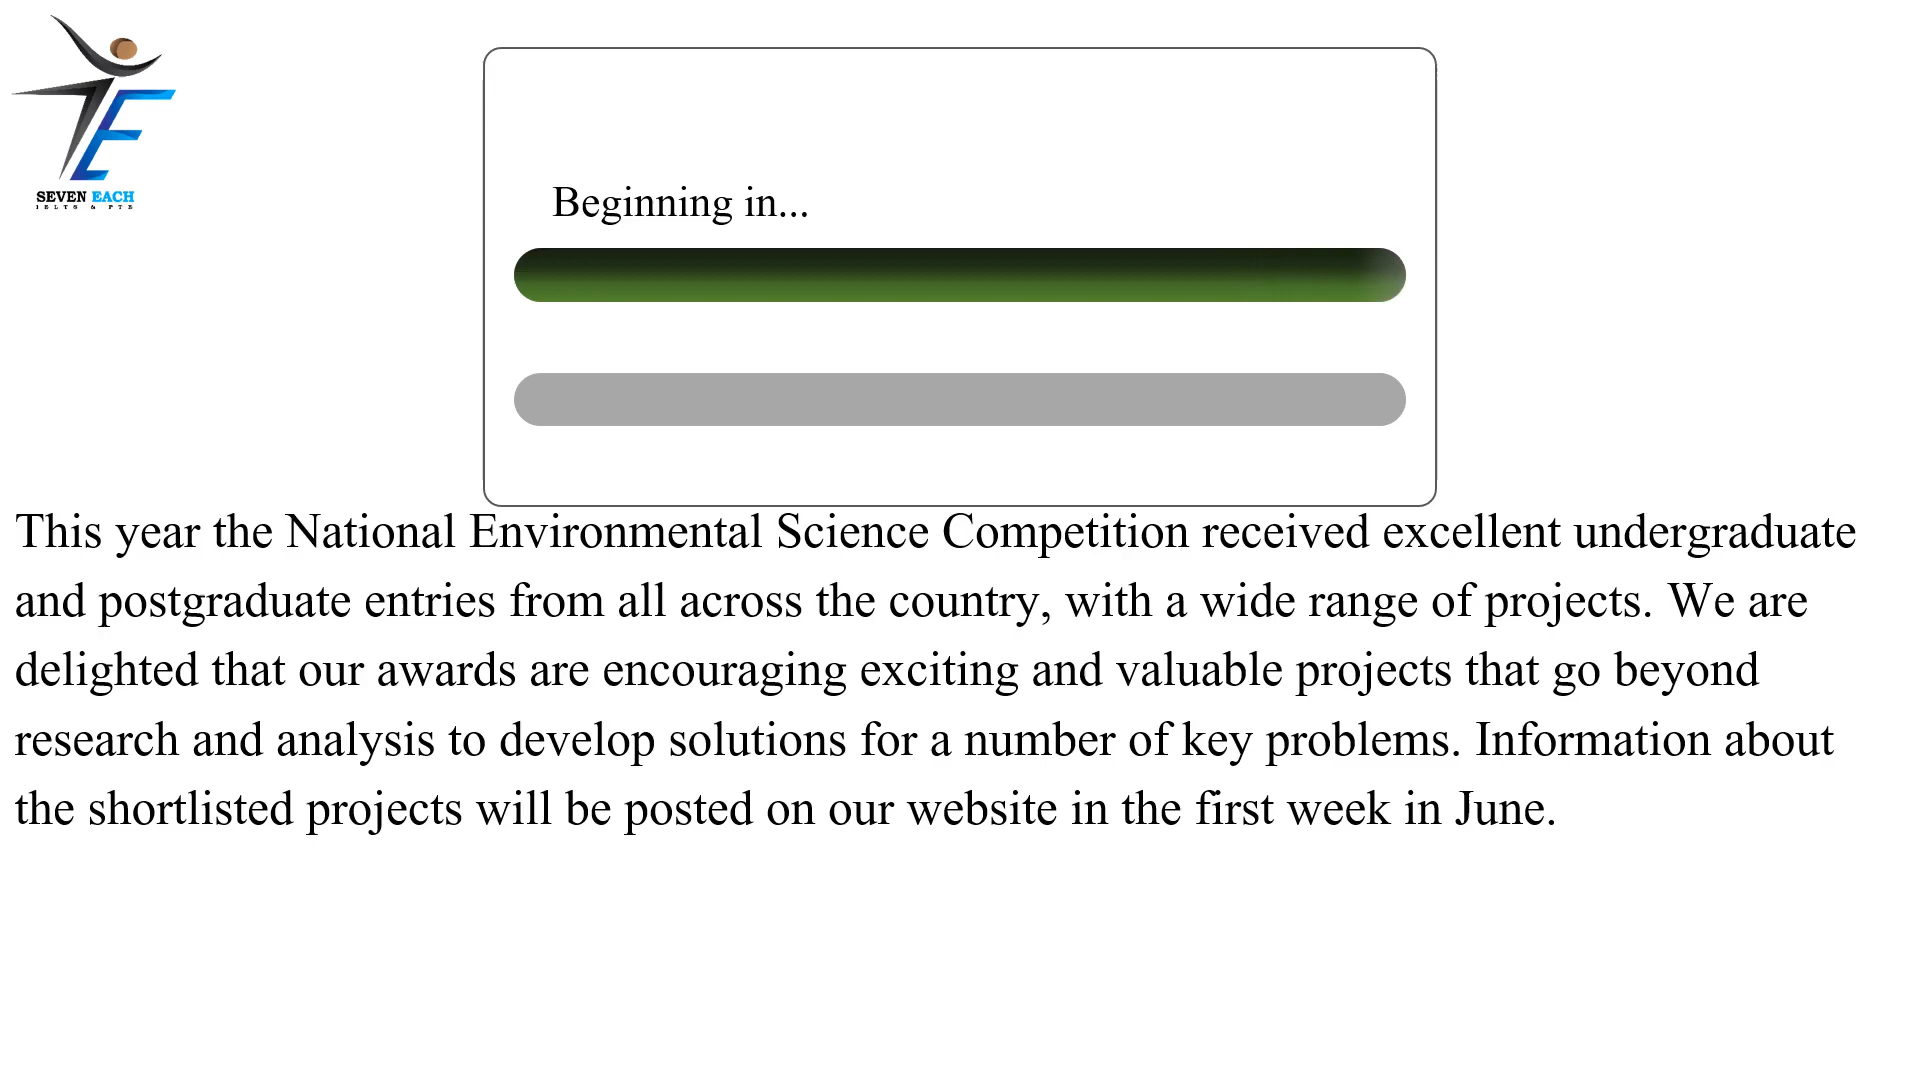 SEVEN EACH
IELTS & PTE
Beginning in...
This year the National Environmental Science Competition received excellent undergraduate
and postgraduate entries from all across the country, with a wide range of projects. We are
delighted that our awards are encouraging exciting and valuable projects that go beyond
research and analysis to develop solutions for a number of key problems. Information about
the shortlisted projects will be posted on our website in the first week in June.